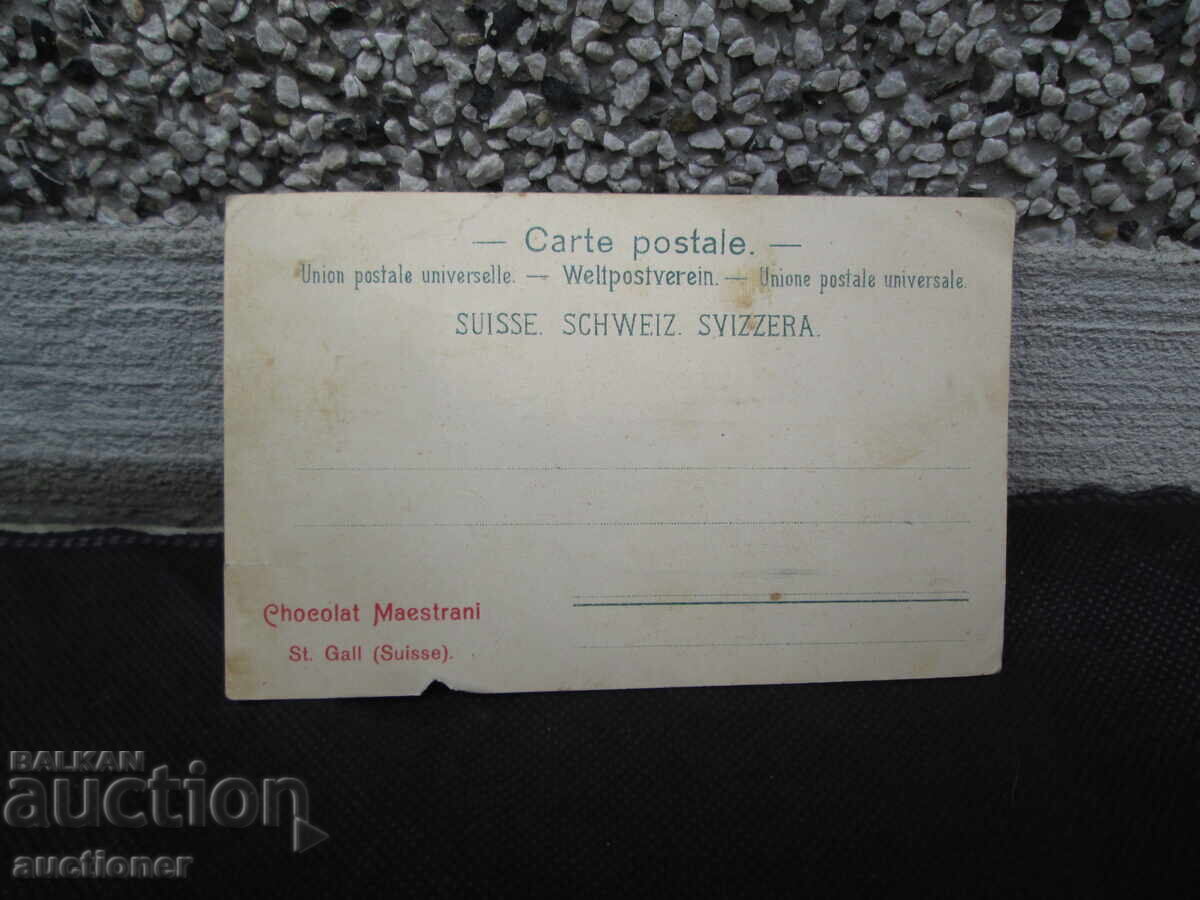 — Carte postale. —
Union postale universelle. — Weltpostverein. — Unione postale universale.
SUISSE. SCHWEIZ. SVIZZERA.
Chocolat Maestrani
St. Gall (Suisse).
BALKAN
auction
auctioner